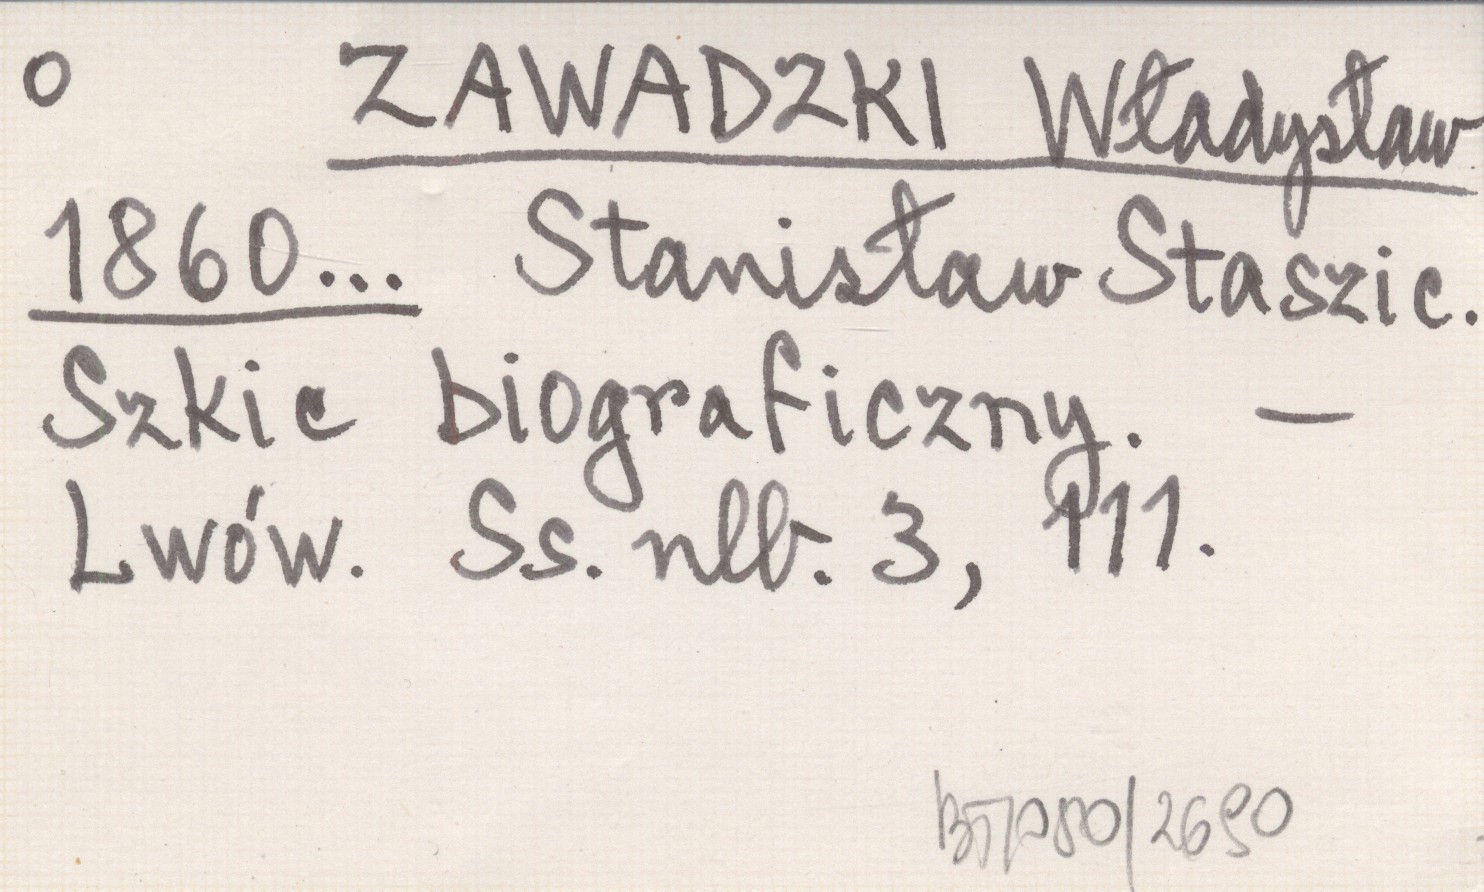 o ZAWADZKI Władysław
1860... Stanisław Staszic.
Szkic biograficzny. —
Lwów. Ss. nlb. 3, 111.